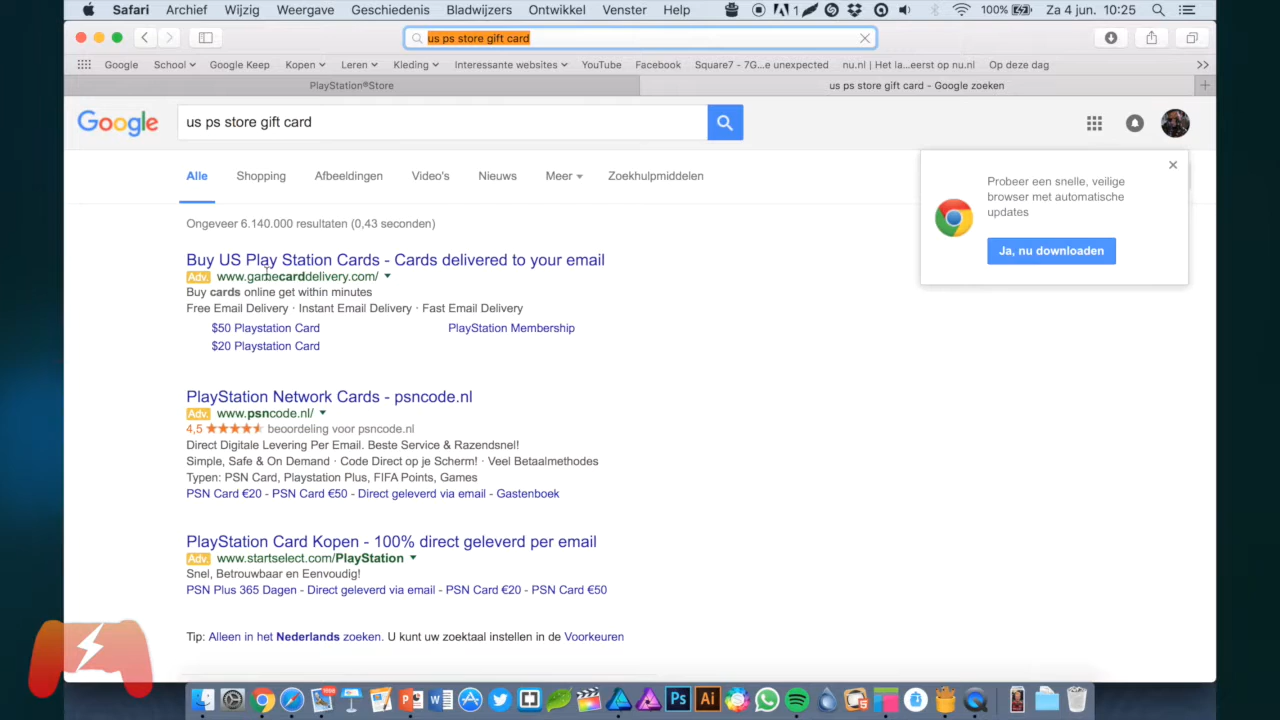 Safari Archief Wijzig Weergave Geschiedenis Bladwijzers Ontwikkel Venster Help 1 100% Za 4 jun. 10:25
us ps store gift card
Google School Google Keep Kopen Leren Kleding Interessante websites YouTube Facebook Square7 - 7G...e unexpected nu.nl | Het la...eerst op nu.nl Op deze dag
PlayStation®Store us ps store gift card - Google zoeken
Google us ps store gift card
Alle Shopping Afbeeldingen Video's Nieuws Meer Zoekhulpmiddelen
Probeer een snelle, veilige
browser met automatische
updates
Ja, nu downloaden
Ongeveer 6.140.000 resultaten (0,43 seconden)
Buy US Play Station Cards - Cards delivered to your email
Adv. www.gamecarddelivery.com/
Buy cards online get within minutes
Free Email Delivery · Instant Email Delivery · Fast Email Delivery
$50 Playstation Card PlayStation Membership
$20 Playstation Card
PlayStation Network Cards - psncode.nl
Adv. www.psncode.nl/
4,5 beoordeling voor psncode.nl
Direct Digitale Levering Per Email. Beste Service & Razendsnel!
Simple, Safe & On Demand · Code Direct op je Scherm! · Veel Betaalmethodes
Typen: PSN Card, Playstation Plus, FIFA Points, Games
PSN Card €20 - PSN Card €50 - Direct geleverd via email - Gastenboek
PlayStation Card Kopen - 100% direct geleverd per email
Adv. www.startselect.com/PlayStation
Snel, Betrouwbaar en Eenvoudig!
PSN Plus 365 Dagen - Direct geleverd via email - PSN Card €20 - PSN Card €50
Tip: Alleen in het Nederlands zoeken. U kunt uw zoektaal instellen in de Voorkeuren
Ps Ai